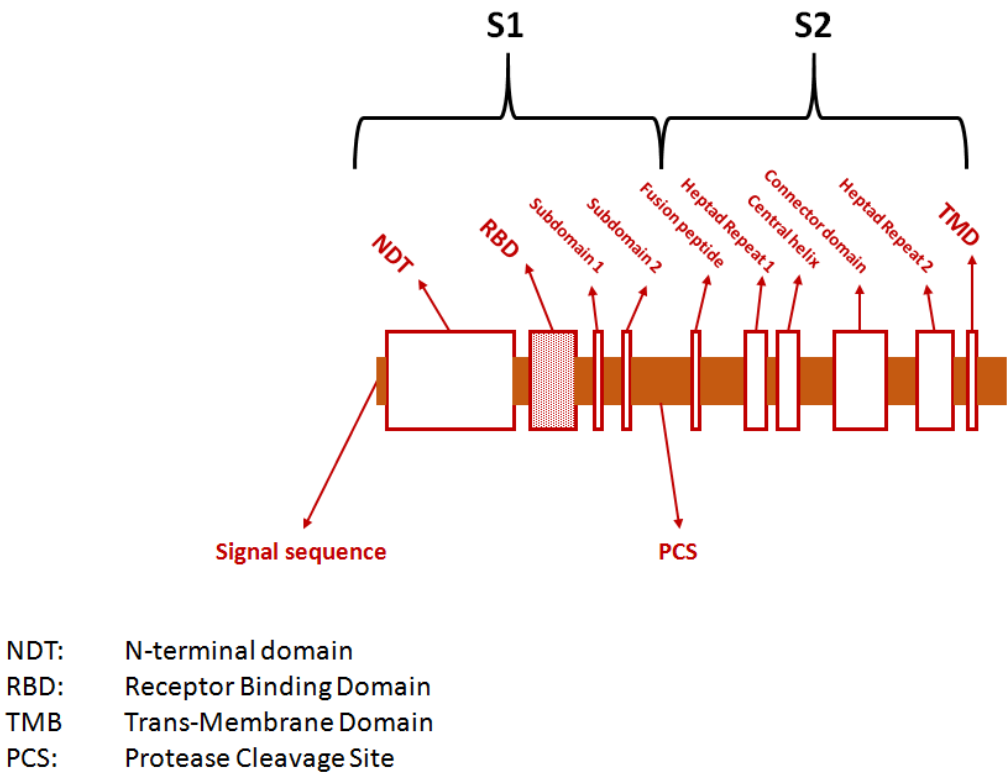 S1
S2
NDT
RBD
Subdomain 1
Subdomain 2
Fusion peptide
Heptad Repeat 1
Central helix
Connector domain
Heptad Repeat 2
TMD
Signal sequence
PCS
NDT: N-terminal domain
RBD: Receptor Binding Domain
TMB Trans-Membrane Domain
PCS: Protease Cleavage Site